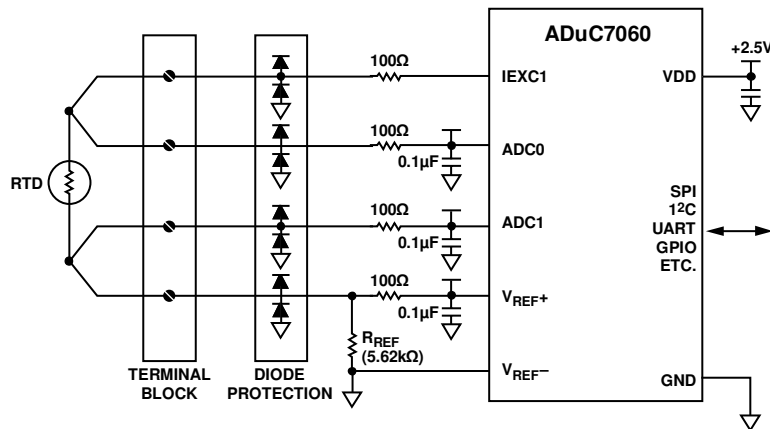 ADuC7060
+2.5V
100Ω
IEXC1
VDD
100Ω
ADC0
0.1µF
RTD
SPI
I²C
UART
GPIO
ETC.
100Ω
ADC1
0.1µF
100Ω
VREF+
0.1µF
RREF
(5.62kΩ)
VREF–
GND
TERMINAL
BLOCK
DIODE
PROTECTION